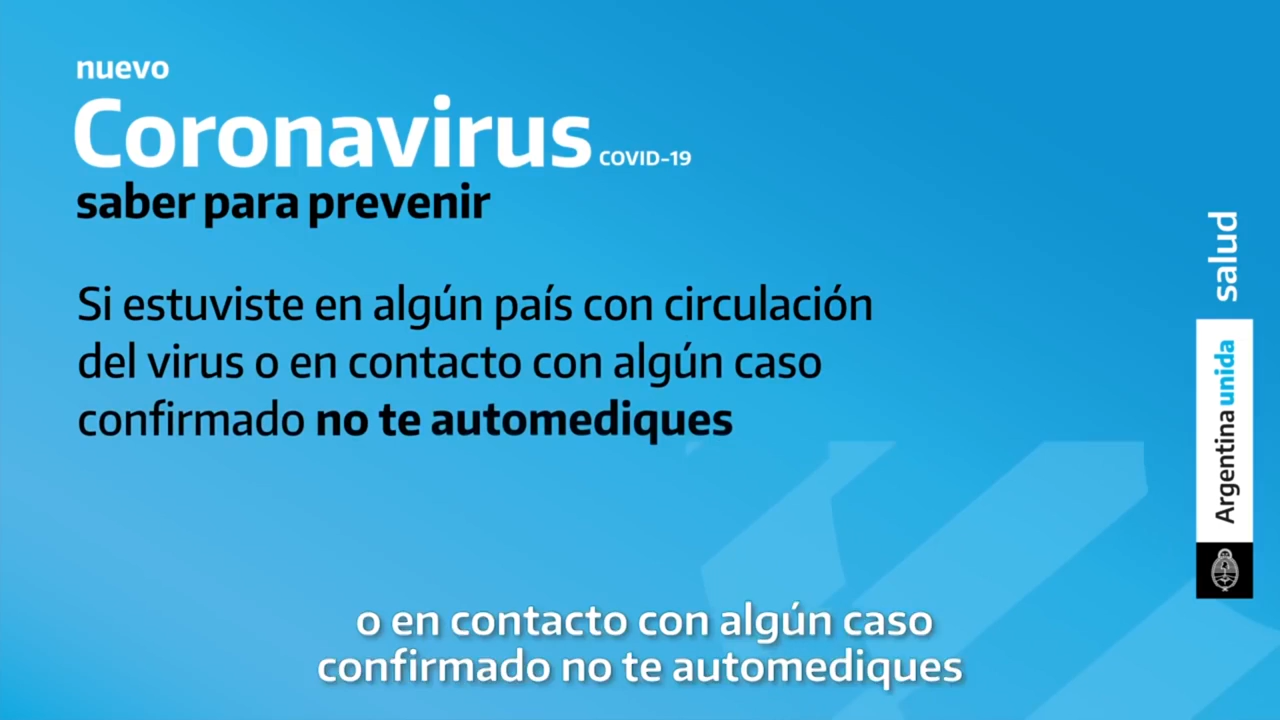 nuevo
Coronavirus COVID-19
saber para prevenir
Si estuviste en algún país con circulación
del virus o en contacto con algún caso
confirmado no te automediques
salud
Argentina unida
o en contacto con algún caso
confirmado no te automediques